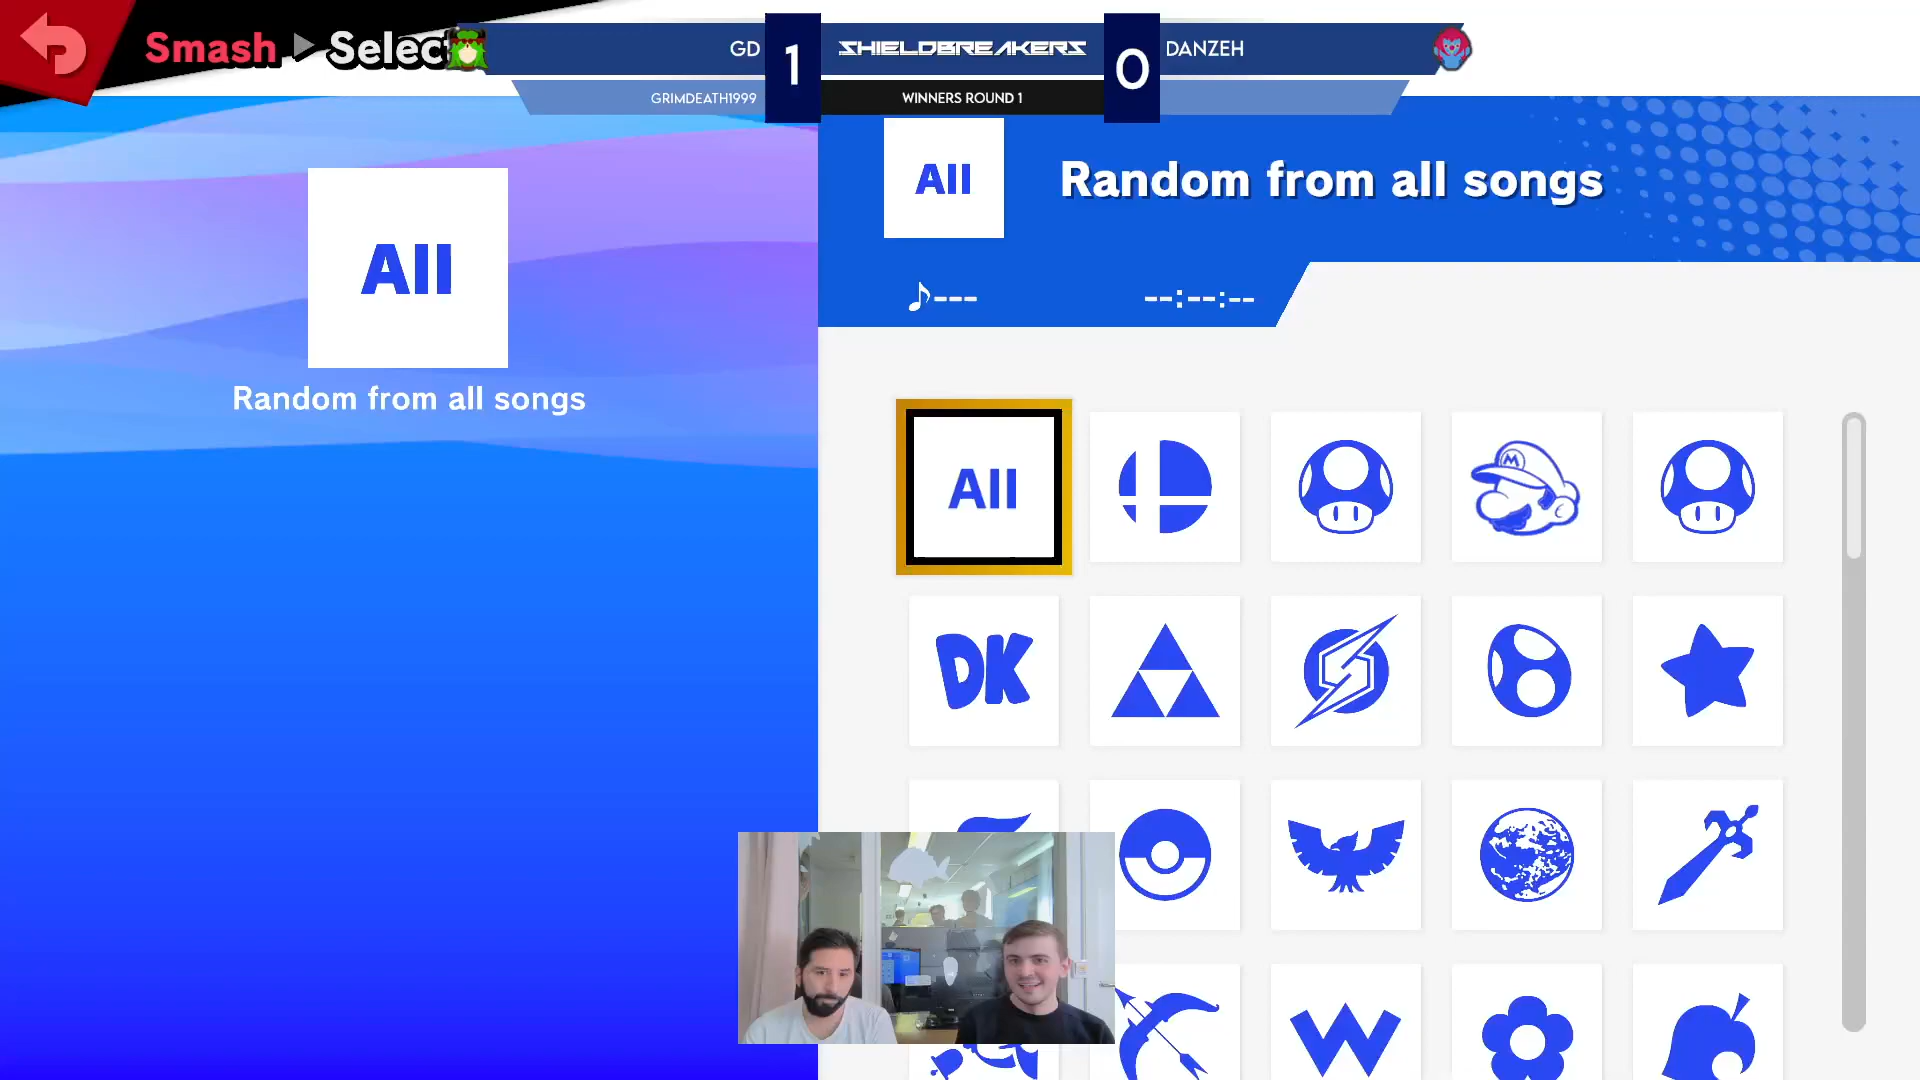 Smash ▶ Select
GD 1 SHIELDBREAKERS 0 DANZEH
GRIMDEATH1999 WINNERS ROUND 1
All
Random from all songs
♪--- --:--:--
All
Random from all songs
All
M
DK
W